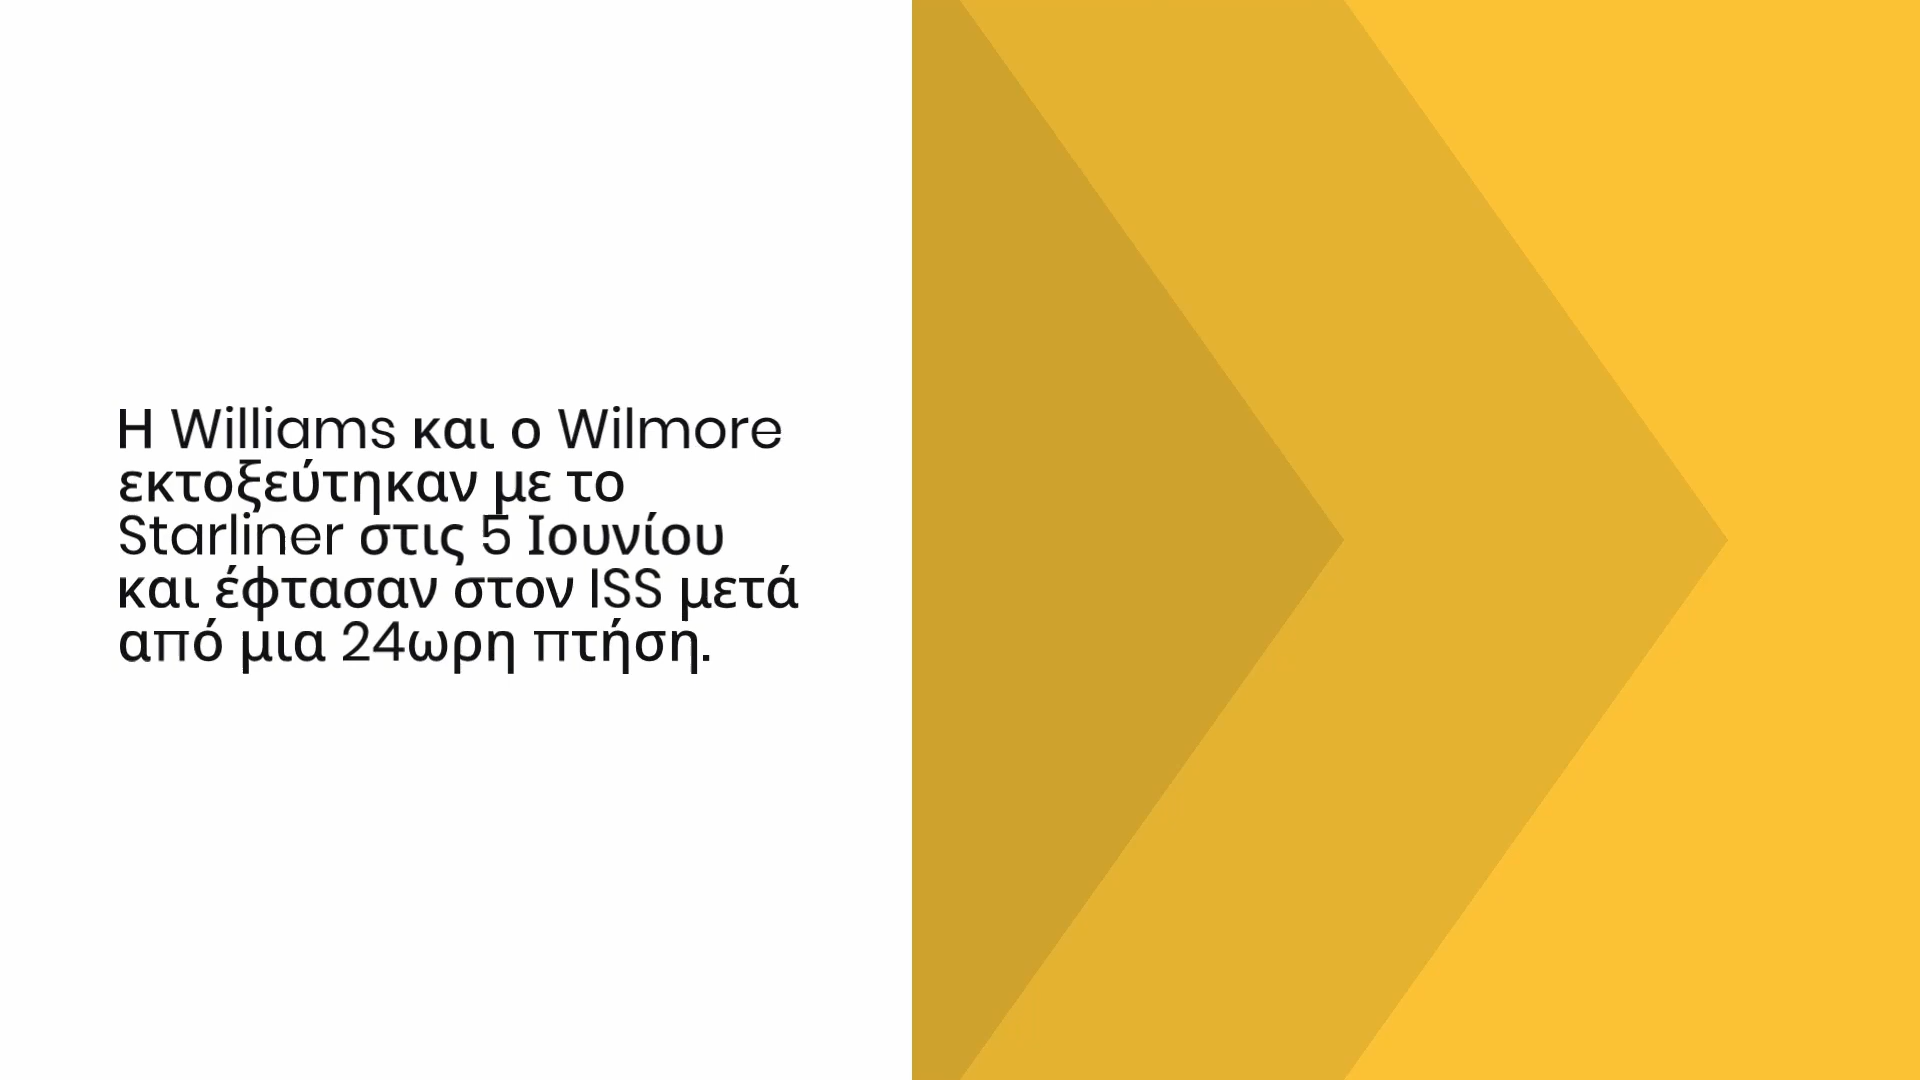 Η Williams και ο Wilmore
εκτοξεύτηκαν με το
Starliner στις 5 Ιουνίου
και έφτασαν στον ISS μετά
από μια 24ωρη πτήση.